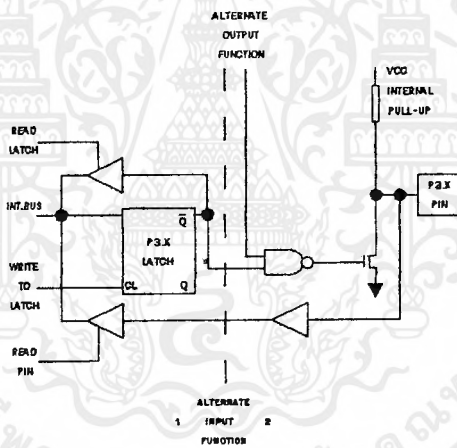 ALTERNATE
OUTPUT
FUNCTION
VCC
INTERNAL
PULL-UP
READ
LATCH
P3.X
PIN
INT.BUS
Q̅
P3.X
LATCH
WRITE
TO
LATCH
CL
Q
READ
PIN
ALTERNATE
1 INPUT 2
FUNCTION